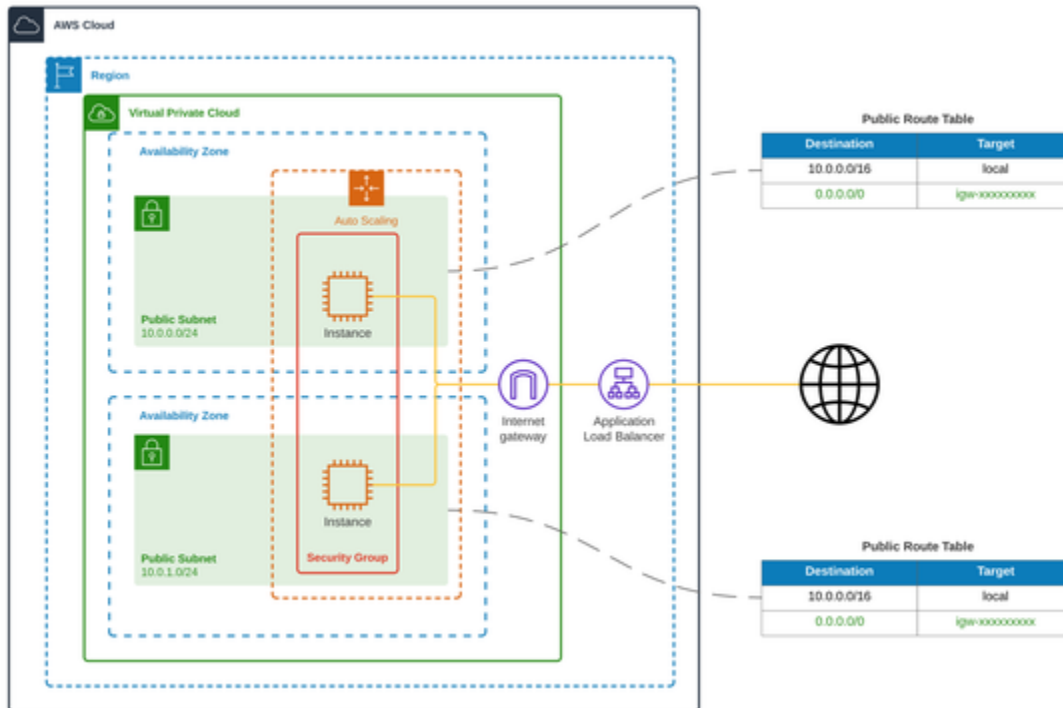 AWS Cloud
Region
Virtual Private Cloud
Availability Zone
Auto Scaling
Instance
Public Subnet
10.0.0.0/24
Availability Zone
Instance
Public Subnet
10.0.1.0/24
Security Group
Internet
gateway
Application
Load Balancer
Public Route Table
Destination Target
10.0.0.0/16 local
0.0.0.0/0 igw-xxxxxxxxx
Public Route Table
Destination Target
10.0.0.0/16 local
0.0.0.0/0 igw-xxxxxxxxx